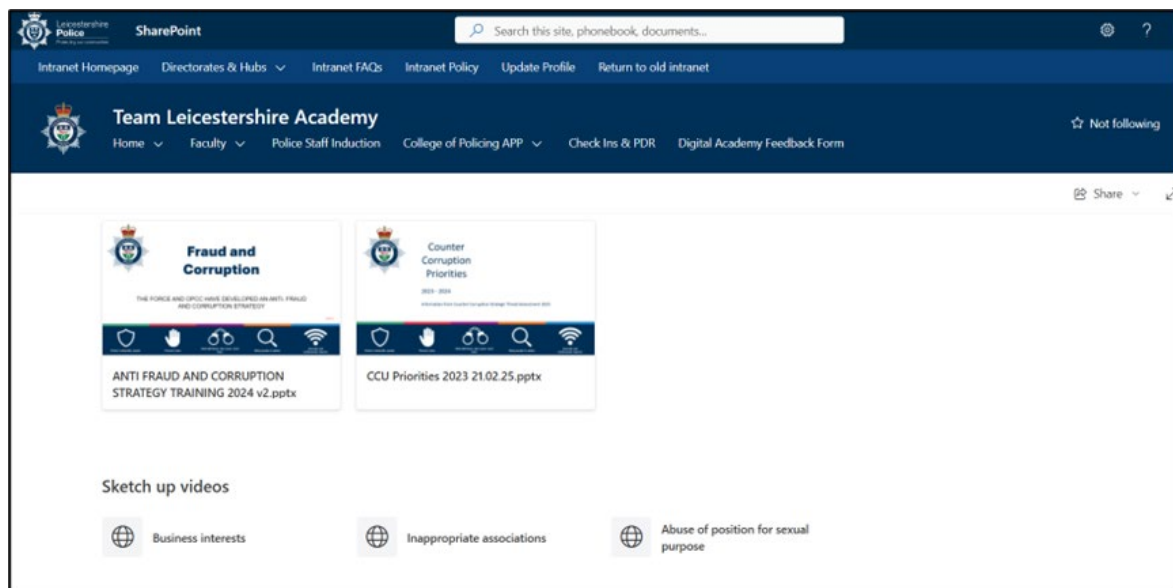 Leicestershire
Police
SharePoint
Search this site, phonebook, documents...
?
Intranet Homepage Directorates & Hubs Intranet FAQs Intranet Policy Update Profile Return to old intranet
Team Leicestershire Academy
Not following
Home Faculty Police Staff Induction College of Policing APP Check Ins & PDR Digital Academy Feedback Form
Share
Fraud and
Corruption
THE FORCE AND OPCC HAVE DEVELOPED AN ANTI FRAUD
AND CORRUPTION STRATEGY
ANTI FRAUD AND CORRUPTION
STRATEGY TRAINING 2024 v2.pptx
Counter
Corruption
Priorities
2023 - 2024
CCU Priorities 2023 21.02.25.pptx
Sketch up videos
Business interests
Inappropriate associations
Abuse of position for sexual
purpose